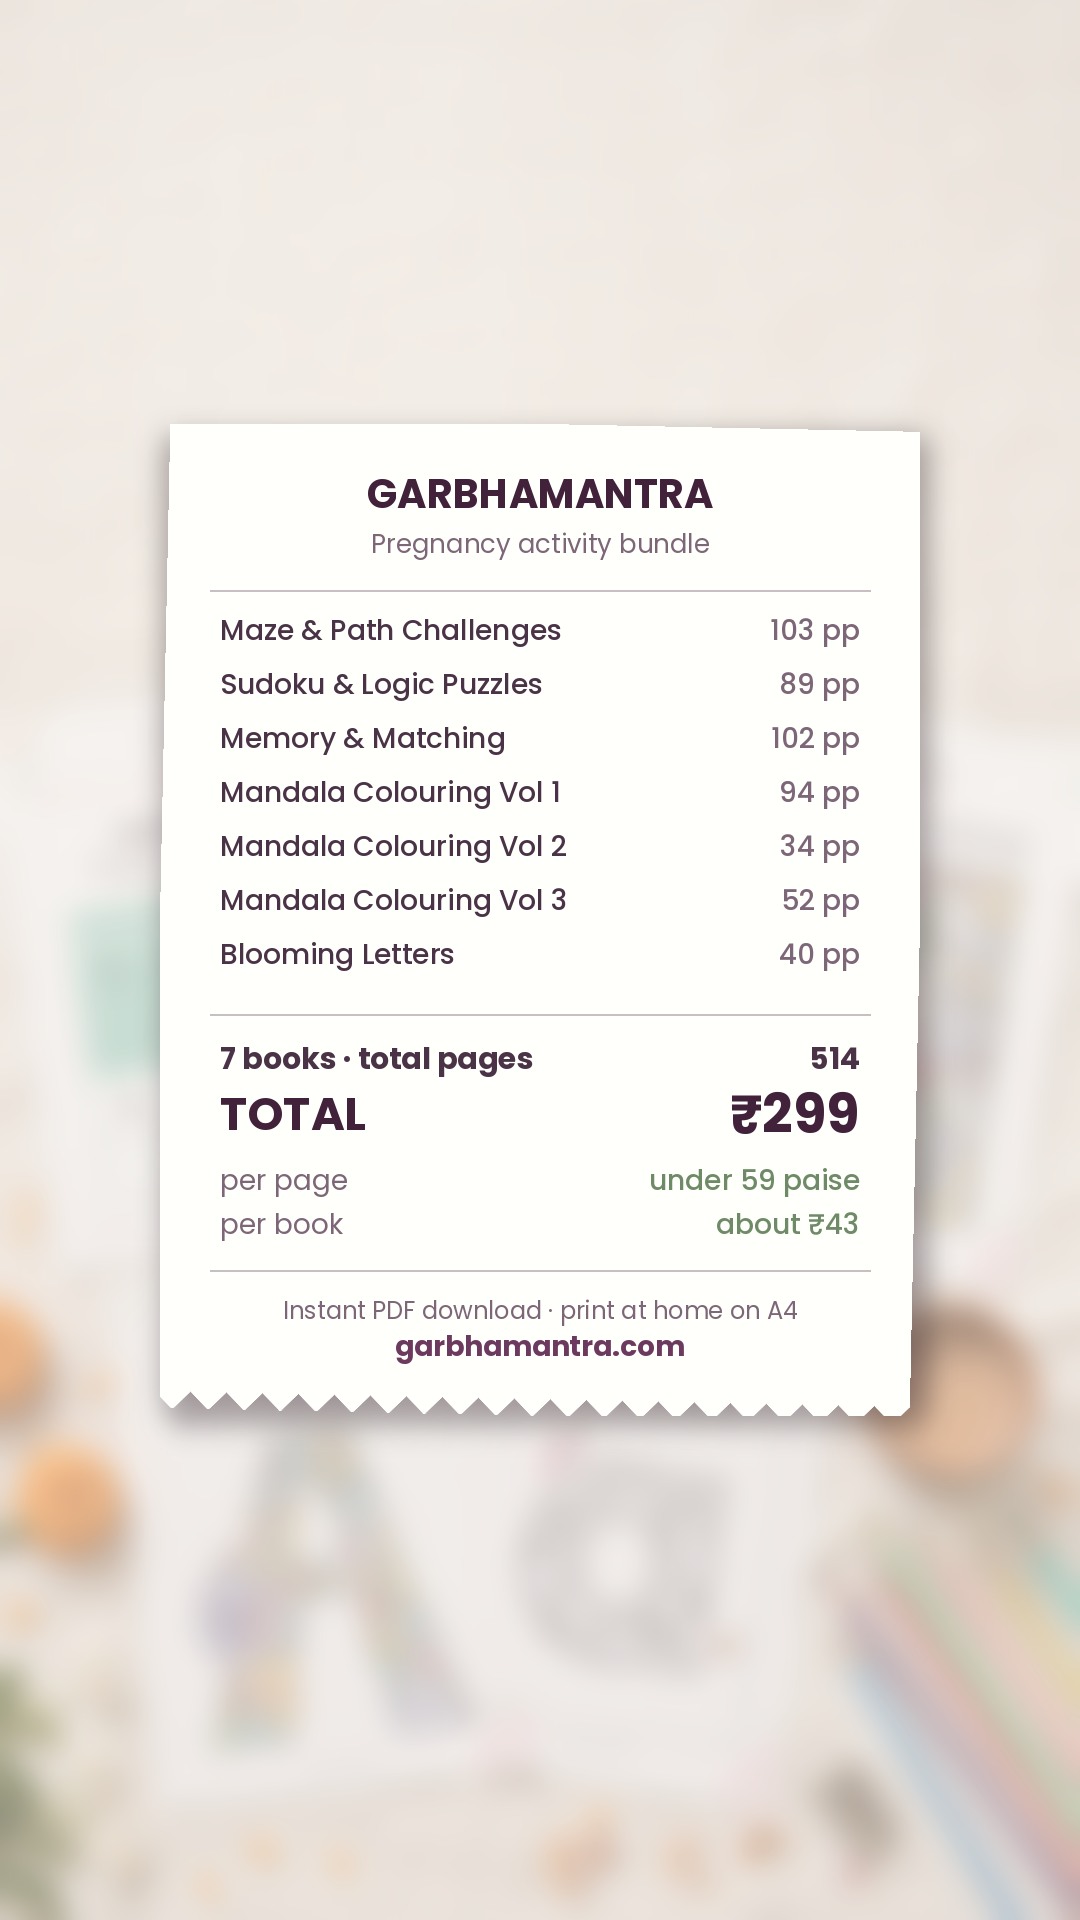 GARBHAMANTRA
Pregnancy activity bundle
Maze & Path Challenges 103 pp
Sudoku & Logic Puzzles 89 pp
Memory & Matching 102 pp
Mandala Colouring Vol 1 94 pp
Mandala Colouring Vol 2 34 pp
Mandala Colouring Vol 3 52 pp
Blooming Letters 40 pp
7 books · total pages 514
TOTAL ₹299
per page under 59 paise
per book about ₹43
Instant PDF download · print at home on A4
garbhamantra.com
A a